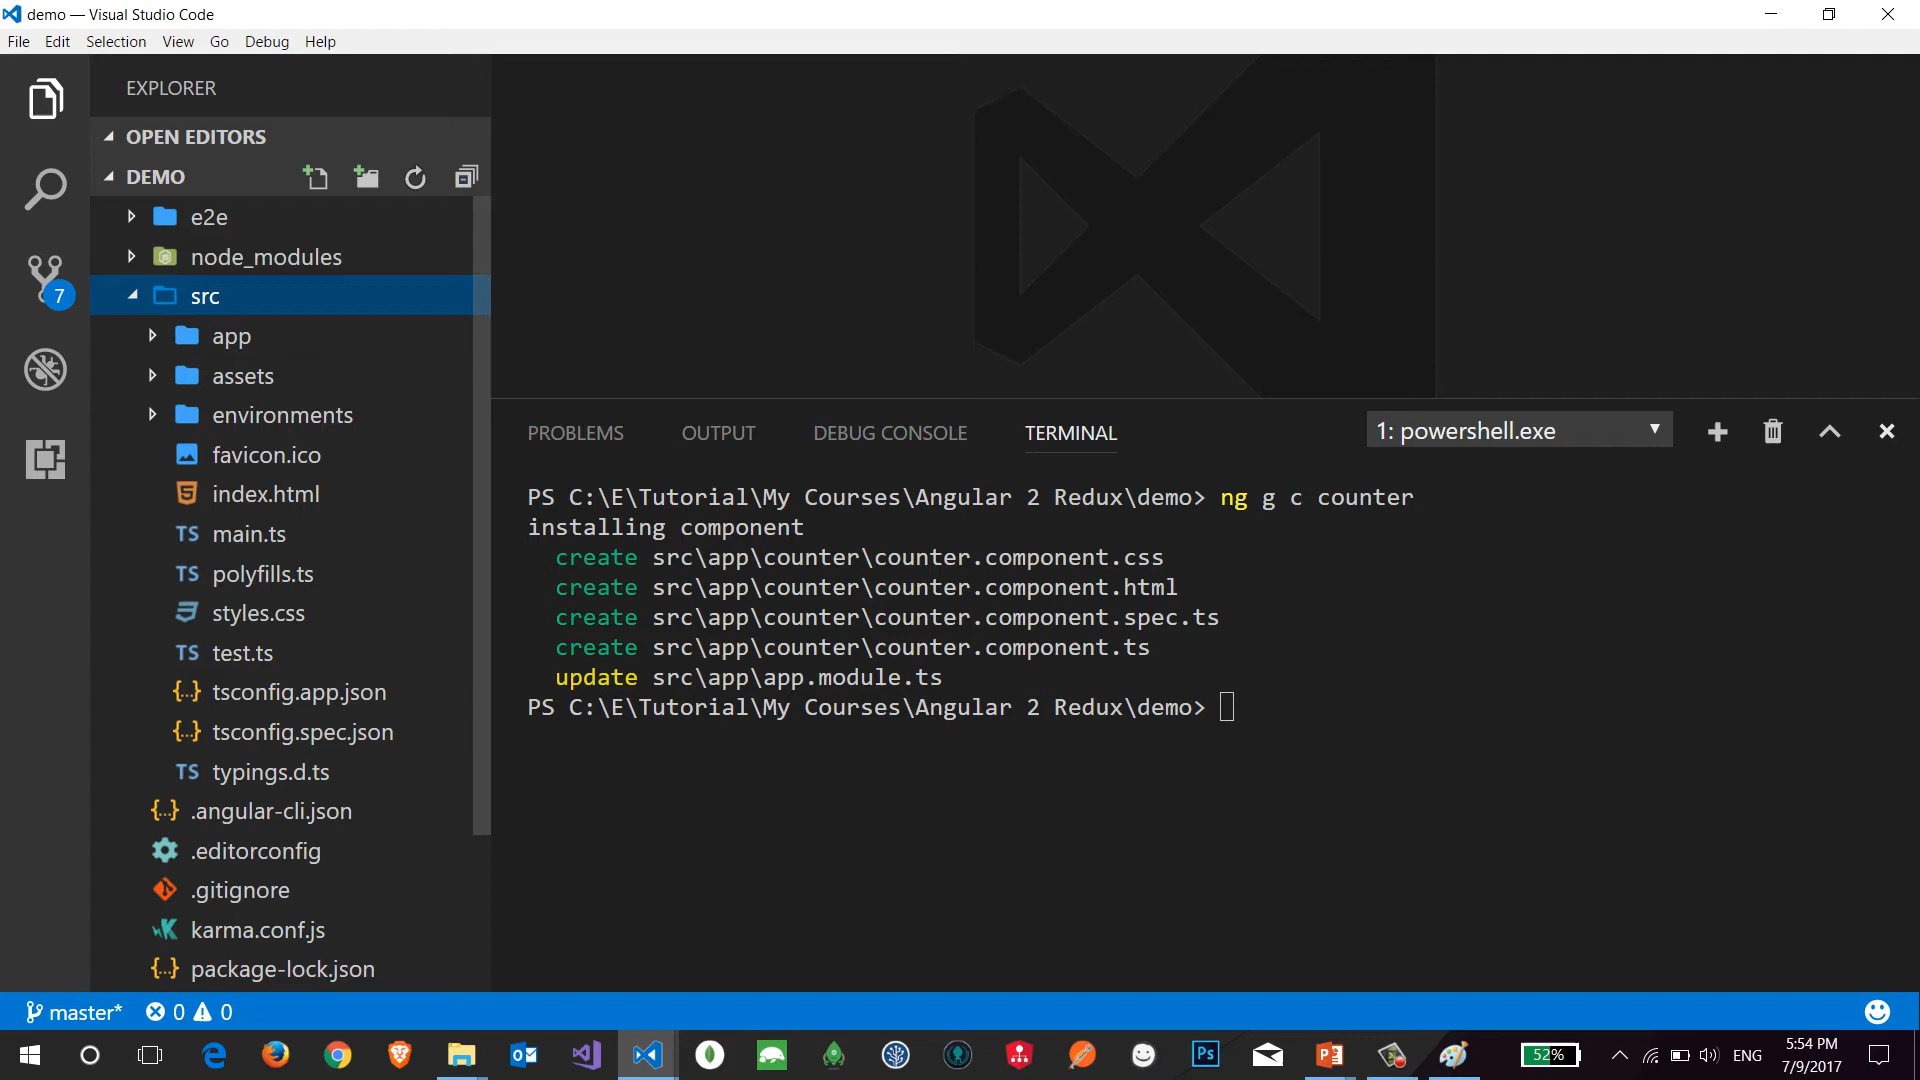 demo — Visual Studio Code
File Edit Selection View Go Debug Help
EXPLORER
OPEN EDITORS
DEMO
e2e
node_modules
src
app
assets
environments
favicon.ico
index.html
TS main.ts
TS polyfills.ts
styles.css
TS test.ts
{...} tsconfig.app.json
{...} tsconfig.spec.json
TS typings.d.ts
{...} .angular-cli.json
.editorconfig
.gitignore
karma.conf.js
{...} package-lock.json
7
PROBLEMS OUTPUT DEBUG CONSOLE TERMINAL 1: powershell.exe
PS C:\E\Tutorial\My Courses\Angular 2 Redux\demo> ng g c counter
installing component
create src\app\counter\counter.component.css
create src\app\counter\counter.component.html
create src\app\counter\counter.component.spec.ts
create src\app\counter\counter.component.ts
update src\app\app.module.ts
PS C:\E\Tutorial\My Courses\Angular 2 Redux\demo>
master* 0 0
52% ENG 5:54 PM
7/9/2017